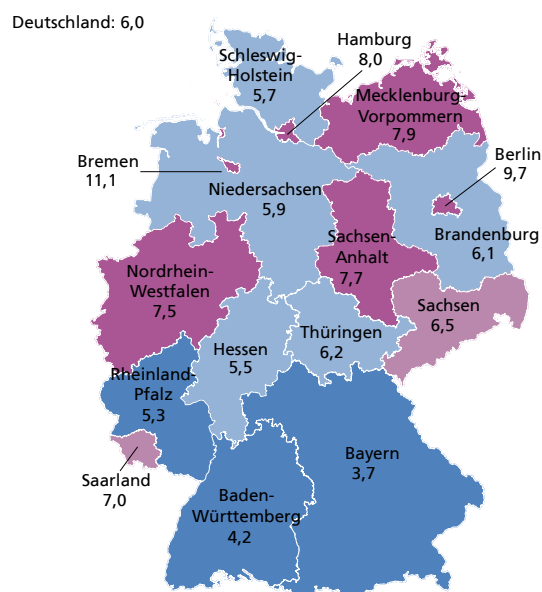 Deutschland: 6,0
Hamburg
8,0
Schleswig-
Holstein
5,7
Mecklenburg-
Vorpommern
7,9
Bremen
11,1
Berlin
9,7
Niedersachsen
5,9
Brandenburg
6,1
Sachsen-
Anhalt
7,7
Nordrhein-
Westfalen
7,5
Sachsen
6,5
Thüringen
6,2
Hessen
5,5
Rheinland-
Pfalz
5,3
Saarland
7,0
Bayern
3,7
Baden-
Württemberg
4,2